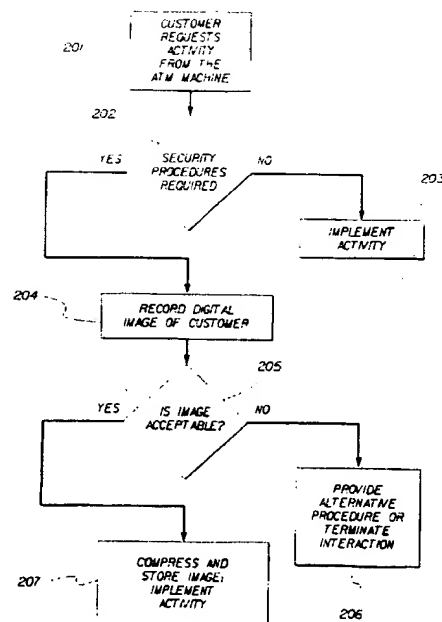 201
CUSTOMER
REQUESTS
ACTIVITY
FROM THE
ATM MACHINE
202
YES
SECURITY
PROCEDURES
REQUIRED
NO
203
IMPLEMENT
ACTIVITY
204
RECORD DIGITAL
IMAGE OF CUSTOMER
205
YES
IS IMAGE
ACCEPTABLE?
NO
PROVIDE
ALTERNATIVE
PROCEDURE OR
TERMINATE
INTERACTION
207
COMPRESS AND
STORE IMAGE;
IMPLEMENT
ACTIVITY
206